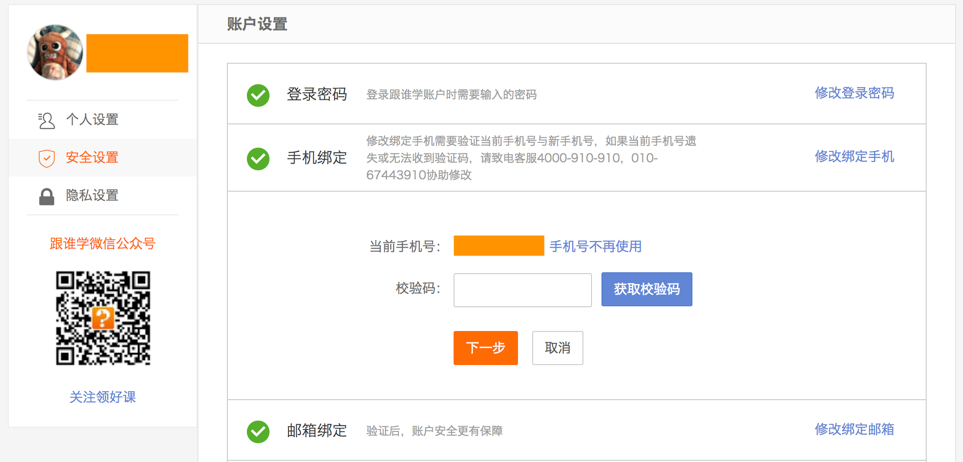 账户设置
个人设置
安全设置
隐私设置
跟谁学微信公众号
关注领好课
登录密码
登录跟谁学账户时需要输入的密码
修改登录密码
手机绑定
修改绑定手机需要验证当前手机号与新手机号，如果当前手机号遗
失或无法收到验证码，请致电客服4000-910-910，010-
67443910协助修改
修改绑定手机
当前手机号：
手机号不再使用
校验码：
获取校验码
下一步
取消
邮箱绑定
验证后，账户安全更有保障
修改绑定邮箱